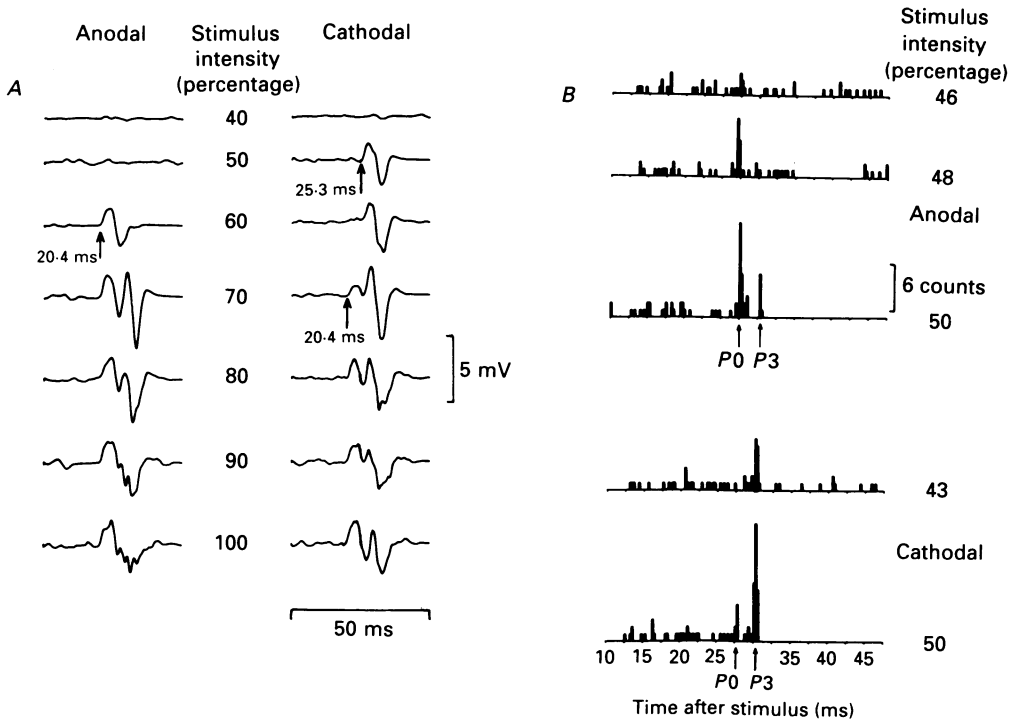 A
Anodal
Stimulus
intensity
(percentage)
Cathodal
40
50
25·3 ms
60
20·4 ms
70
20·4 ms
80
5 mV
90
100
50 ms
B
Stimulus
intensity
(percentage)
46
48
Anodal
6 counts
50
P0 P3
43
Cathodal
50
10 15 20 25 35 40 45
P0 P3
Time after stimulus (ms)